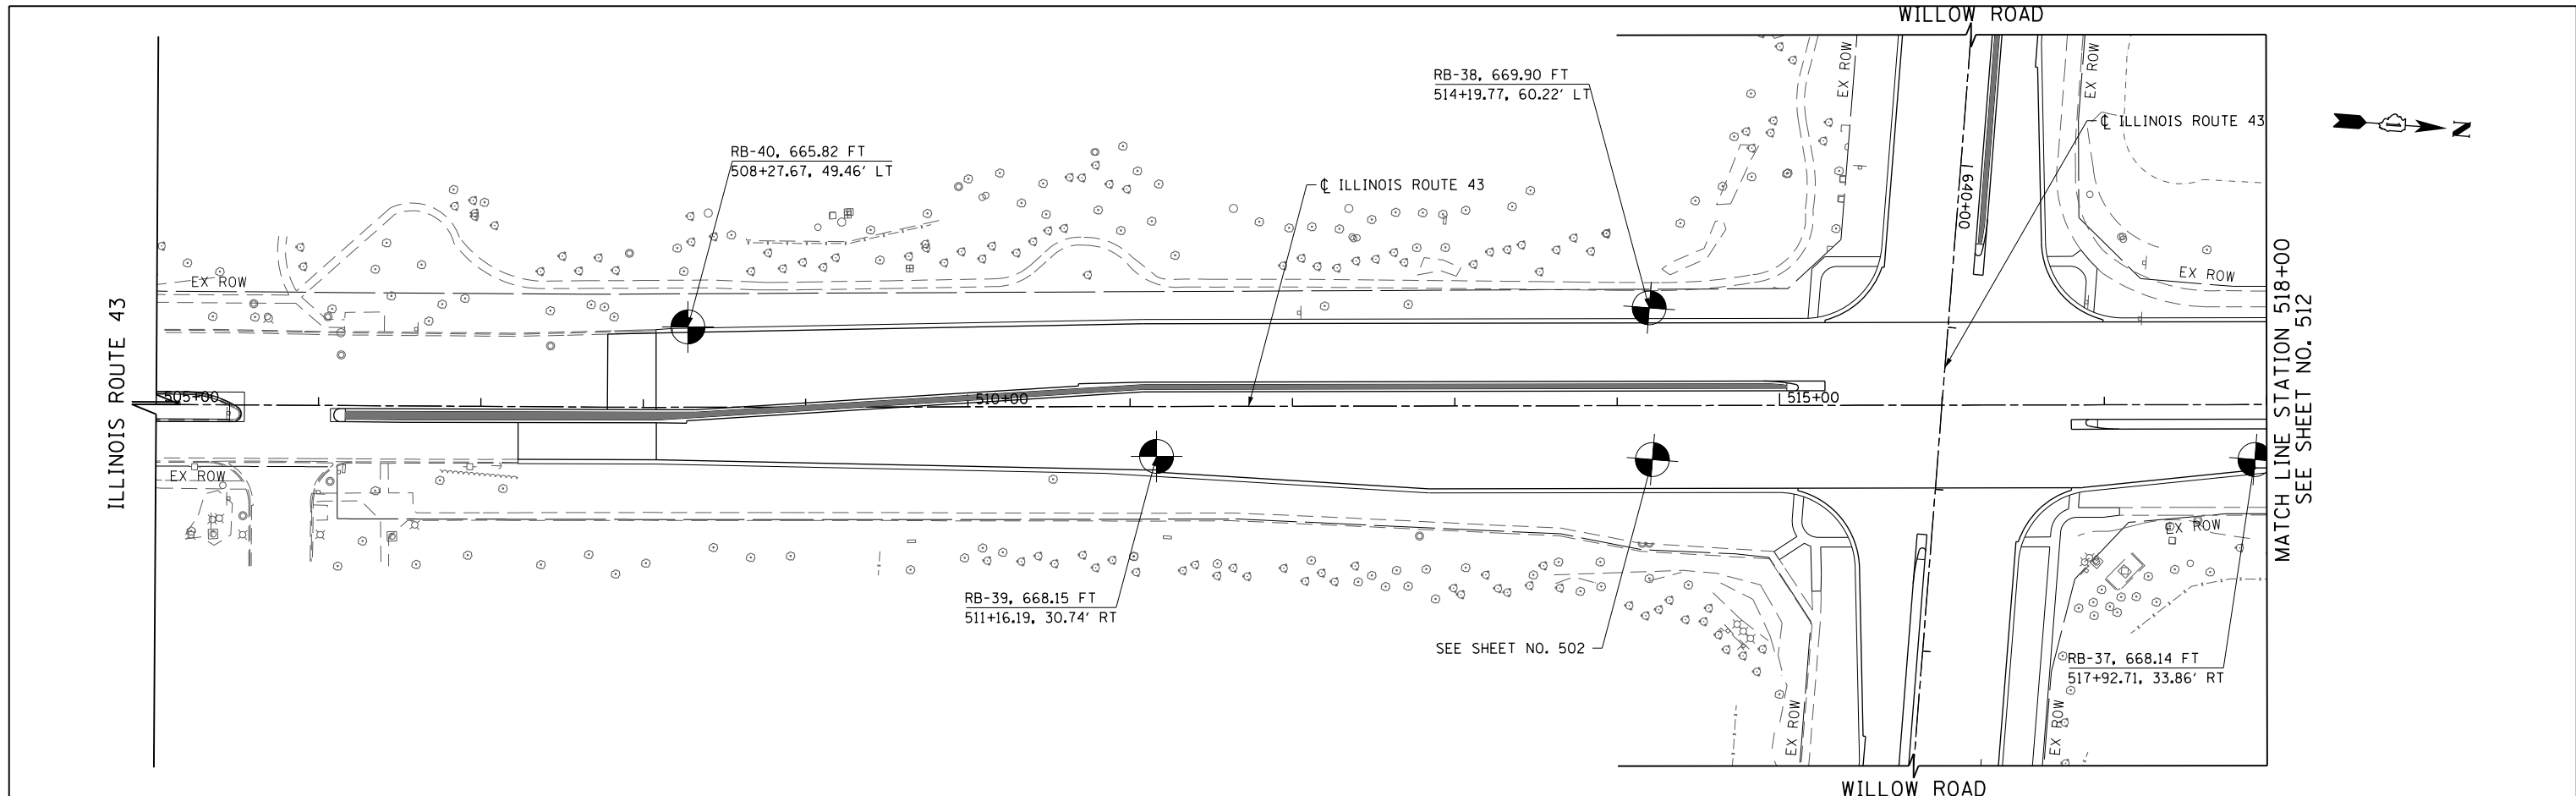 WILLOW ROAD
RB-38, 669.90 FT
514+19.77, 60.22' LT
EX ROW
EX ROW
℄ ILLINOIS ROUTE 43
N
RB-40, 665.82 FT
508+27.67, 49.46' LT
℄ ILLINOIS ROUTE 43
640+00
EX ROW
EX ROW
ILLINOIS ROUTE 43
505+00
510+00
515+00
MATCH LINE STATION 518+00
SEE SHEET NO. 512
EX ROW
EX ROW
RB-39, 668.15 FT
511+16.19, 30.74' RT
SEE SHEET NO. 502
RB-37, 668.14 FT
517+92.71, 33.86' RT
EX ROW
EX ROW
WILLOW ROAD